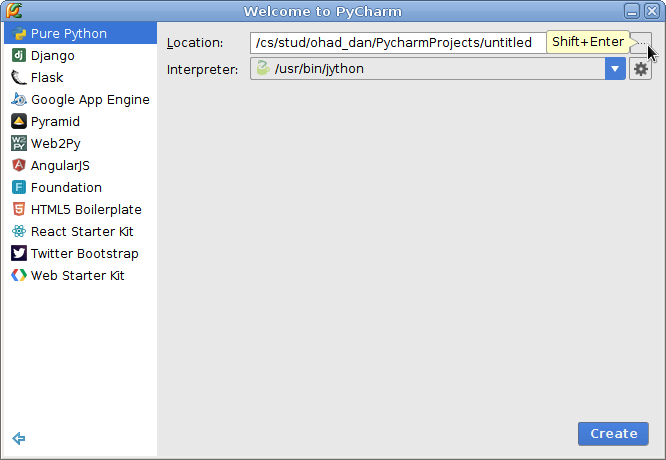 Welcome to PyCharm
Pure Python
Django
Flask
Google App Engine
Pyramid
Web2Py
AngularJS
Foundation
HTML5 Boilerplate
React Starter Kit
Twitter Bootstrap
Web Starter Kit
Location: /cs/stud/ohad_dan/PycharmProjects/untitled Shift+Enter ...
Interpreter: /usr/bin/jython
Create